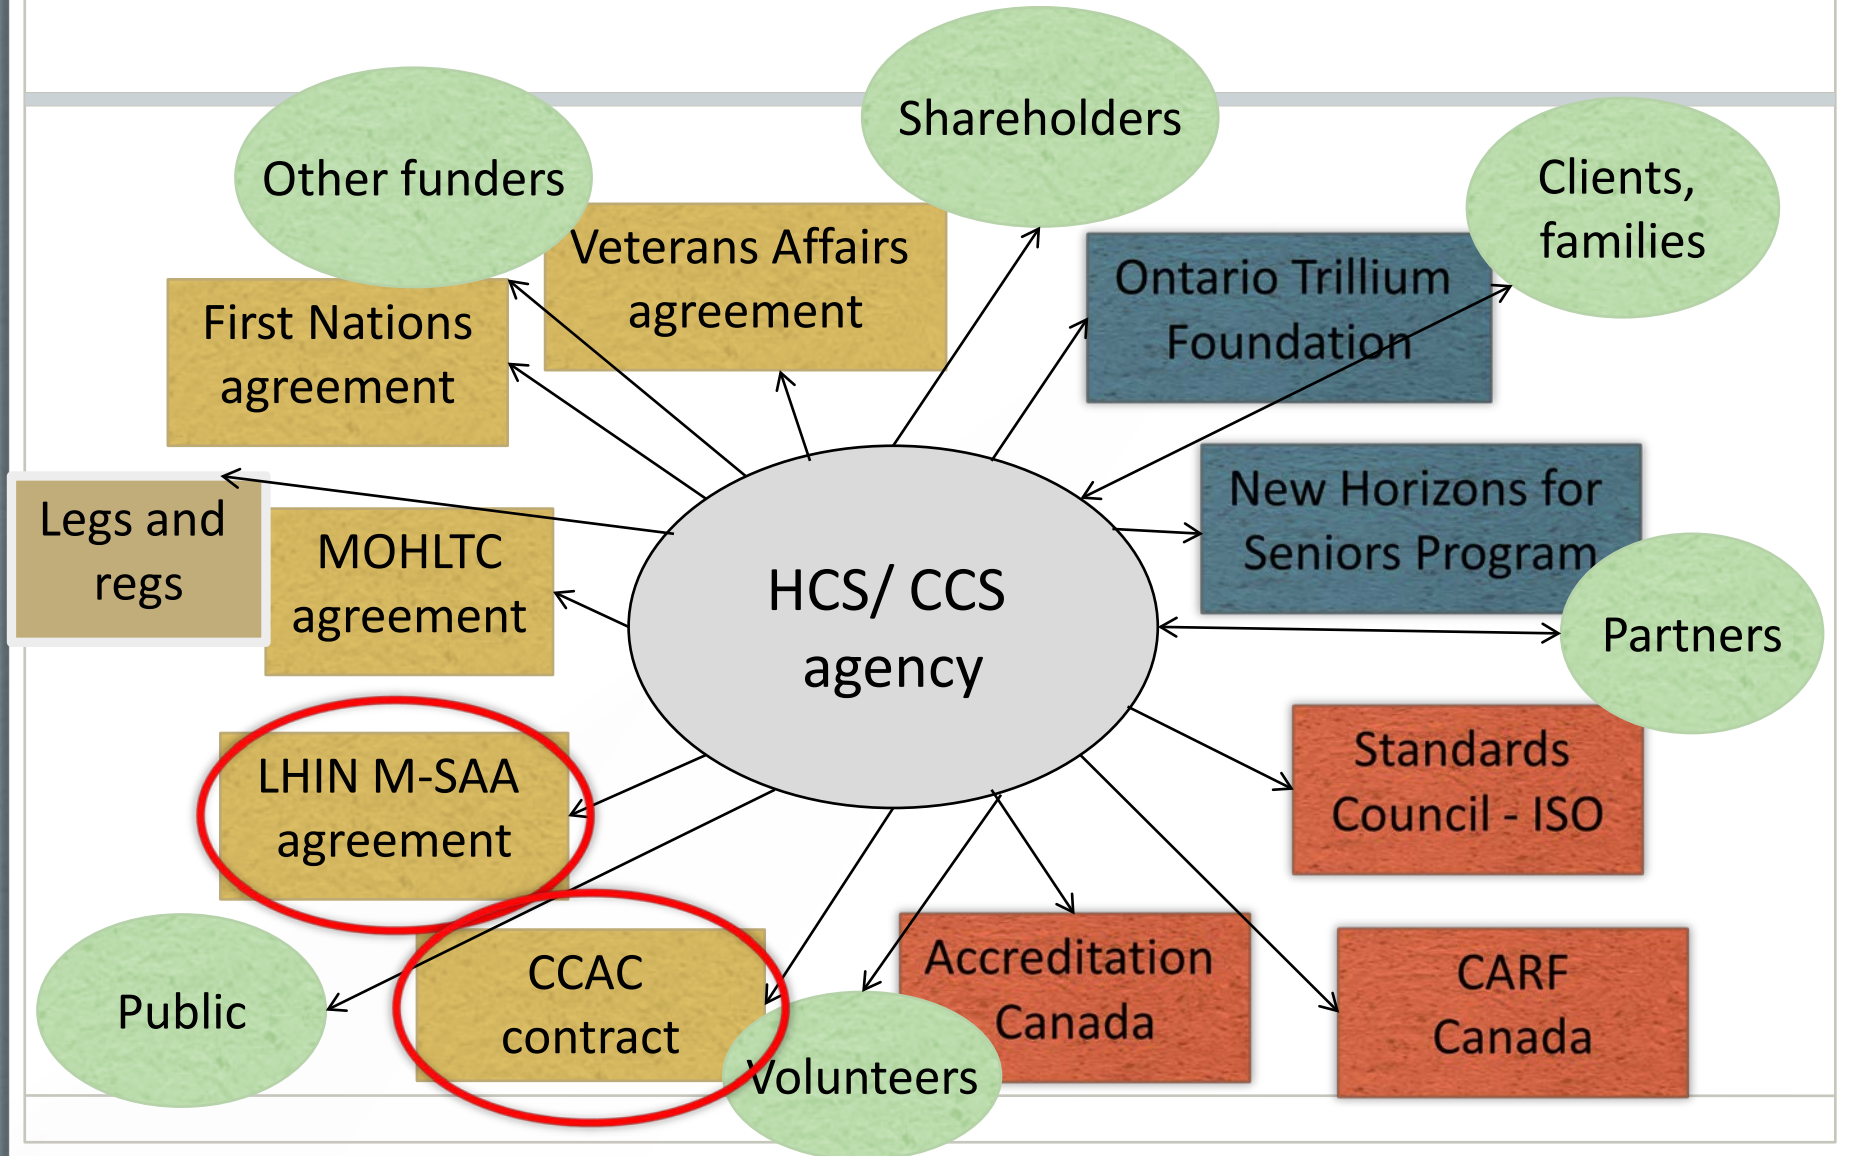 Shareholders
Other funders
Clients,
families
Veterans Affairs
agreement
Ontario Trillium
Foundation
First Nations
agreement
Legs and
regs
MOHLTC
agreement
HCS/ CCS
agency
New Horizons for
Seniors Program
Partners
LHIN M-SAA
agreement
Standards
Council - ISO
Public
CCAC
contract
Volunteers
Accreditation
Canada
CARF
Canada